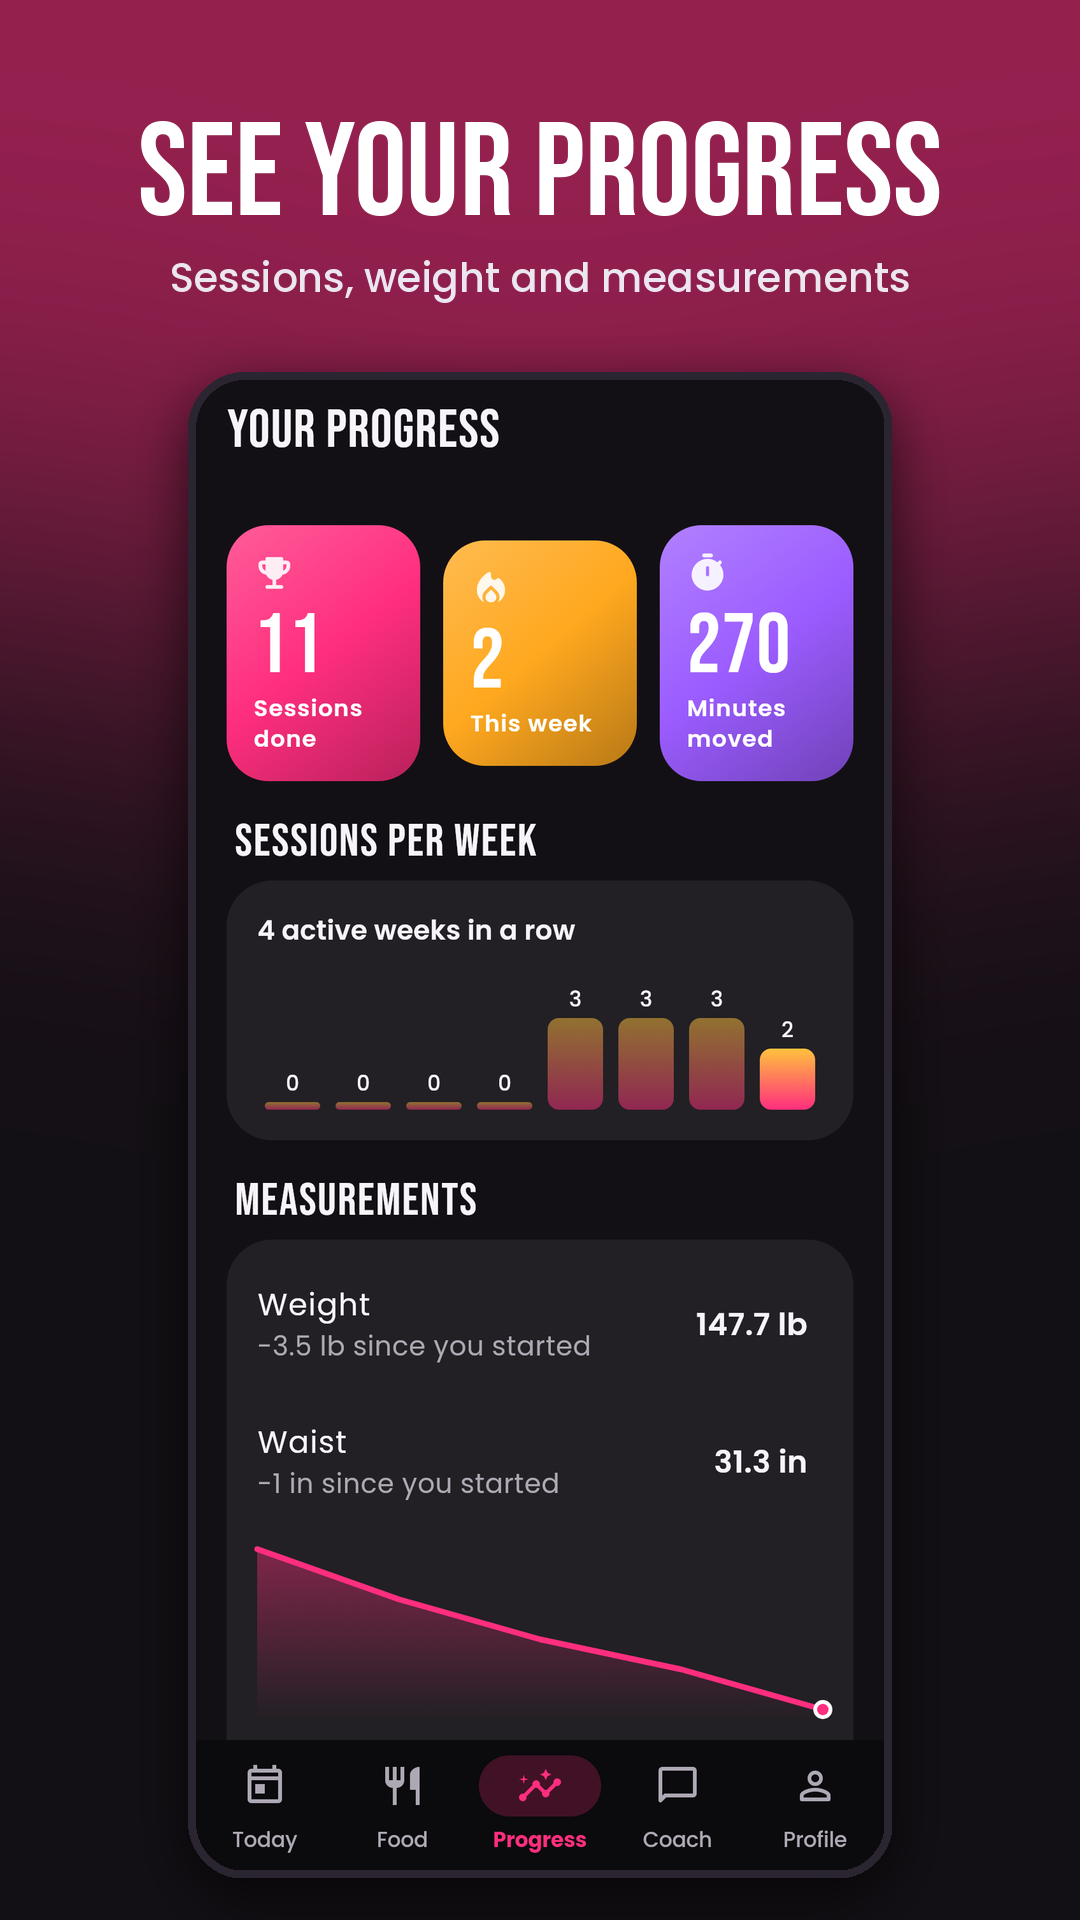 SEE YOUR PROGRESS
Sessions, weight and measurements
YOUR PROGRESS
11
Sessions
done
2
This week
270
Minutes
moved
SESSIONS PER WEEK
4 active weeks in a row
0 0 0 0 3 3 3 2
MEASUREMENTS
Weight
-3.5 lb since you started
147.7 lb
Waist
-1 in since you started
31.3 in
Today Food Progress Coach Profile